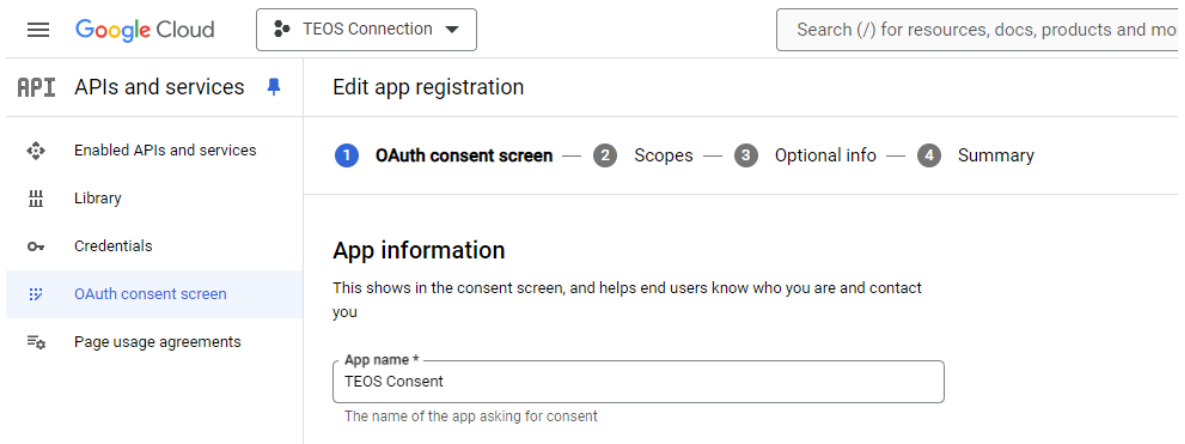 Google Cloud
TEOS Connection
Search (/) for resources, docs, products and mo
API APIs and services
Edit app registration
Enabled APIs and services
Library
Credentials
OAuth consent screen
Page usage agreements
1 OAuth consent screen — 2 Scopes — 3 Optional info — 4 Summary
App information
This shows in the consent screen, and helps end users know who you are and contact
you
App name *
TEOS Consent
The name of the app asking for consent